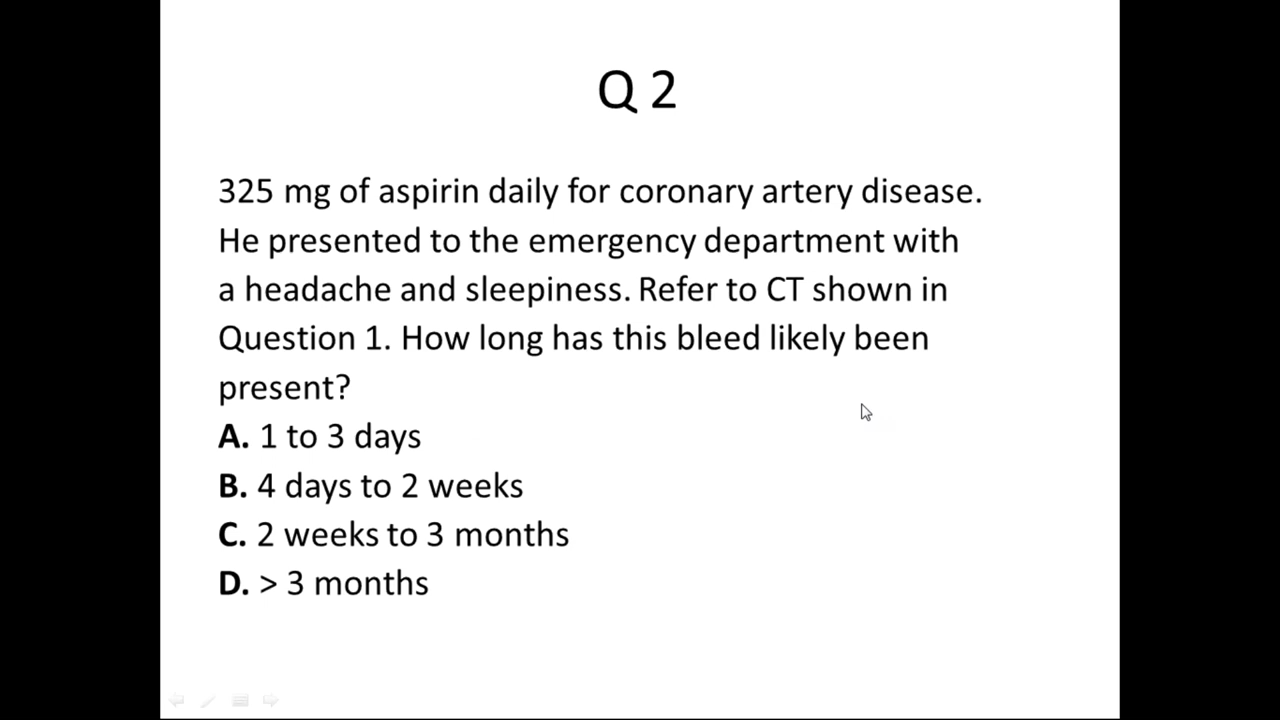 Q 2
325 mg of aspirin daily for coronary artery disease.
He presented to the emergency department with
a headache and sleepiness. Refer to CT shown in
Question 1. How long has this bleed likely been
present?
A. 1 to 3 days
B. 4 days to 2 weeks
C. 2 weeks to 3 months
D. > 3 months